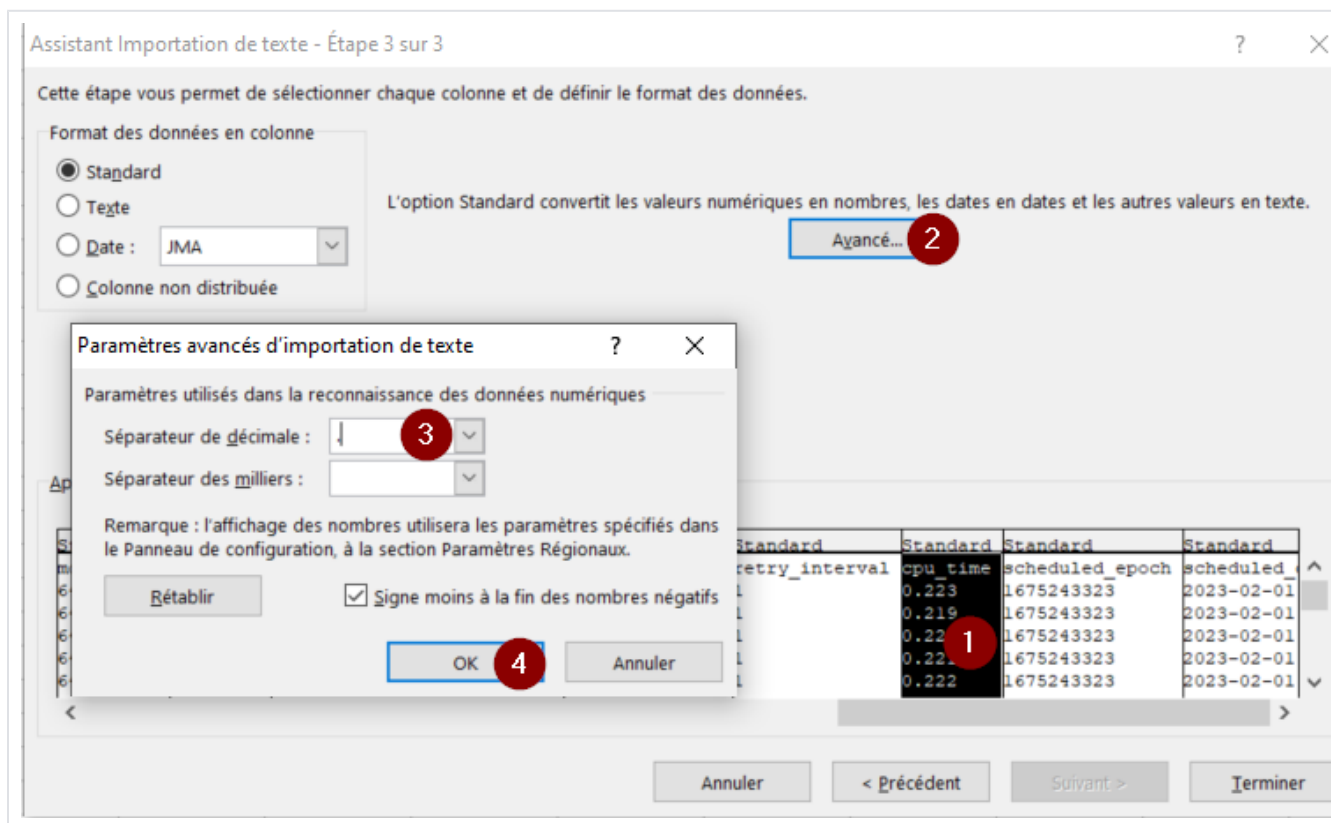 Assistant Importation de texte - Étape 3 sur 3
?
Cette étape vous permet de sélectionner chaque colonne et de définir le format des données.
Format des données en colonne
Standard
Texte
Date : JMA
Colonne non distribuée
L'option Standard convertit les valeurs numériques en nombres, les dates en dates et les autres valeurs en texte.
Avancé... 2
Paramètres avancés d'importation de texte ?
Paramètres utilisés dans la reconnaissance des données numériques
Séparateur de décimale : . 3
Séparateur des milliers :
Remarque : l'affichage des nombres utilisera les paramètres spécifiés dans
le Panneau de configuration, à la section Paramètres Régionaux.
Rétablir
Signe moins à la fin des nombres négatifs
OK 4 Annuler
Ap
Standard Standard Standard Standard
retry_interval cpu_time scheduled_epoch scheduled_
1 0.223 1675243323 2023-02-01
1 0.219 1675243323 2023-02-01
1 0.22 1675243323 2023-02-01
1 0.22 1675243323 2023-02-01
1 0.222 1675243323 2023-02-01
1
Annuler < Précédent Suivant > Terminer